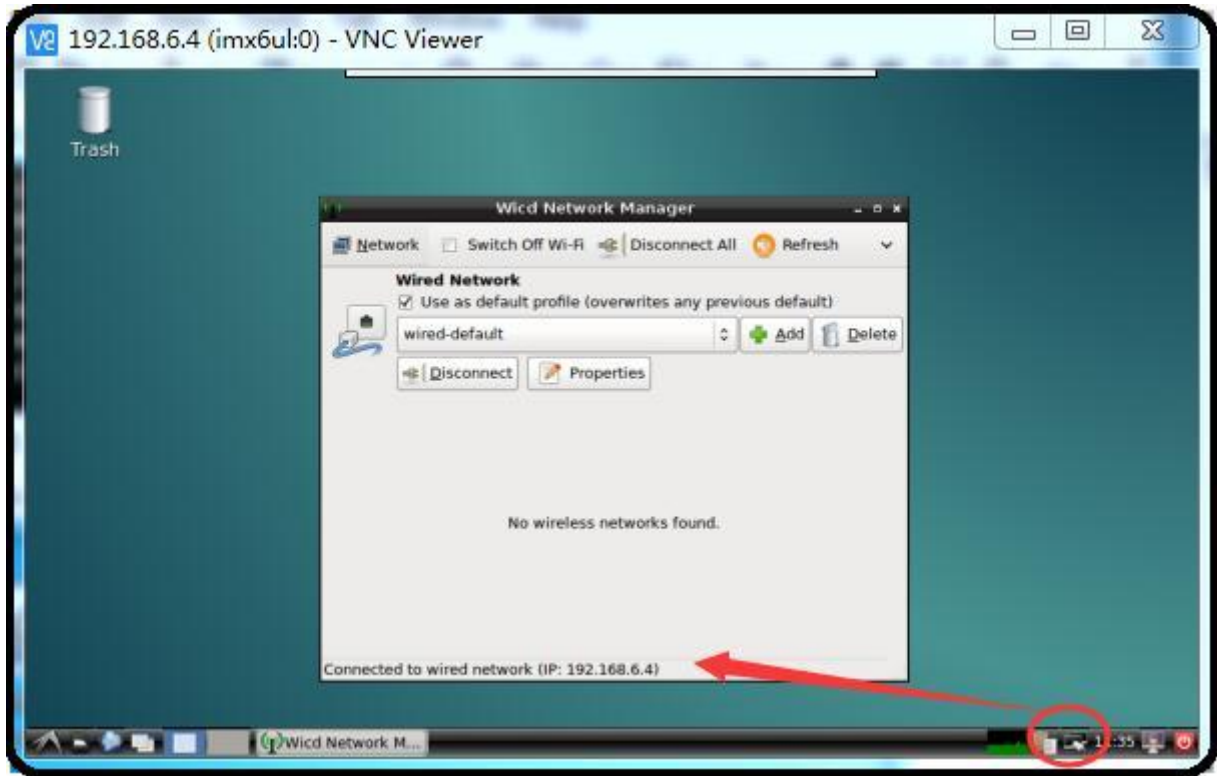 V2 192.168.6.4 (imx6ul:0) - VNC Viewer
Trash
Wicd Network Manager
Network Switch Off Wi-Fi Disconnect All Refresh
Wired Network
Use as default profile (overwrites any previous default)
wired-default Add Delete
Disconnect Properties
No wireless networks found.
Connected to wired network (IP: 192.168.6.4)
Wicd Network M...